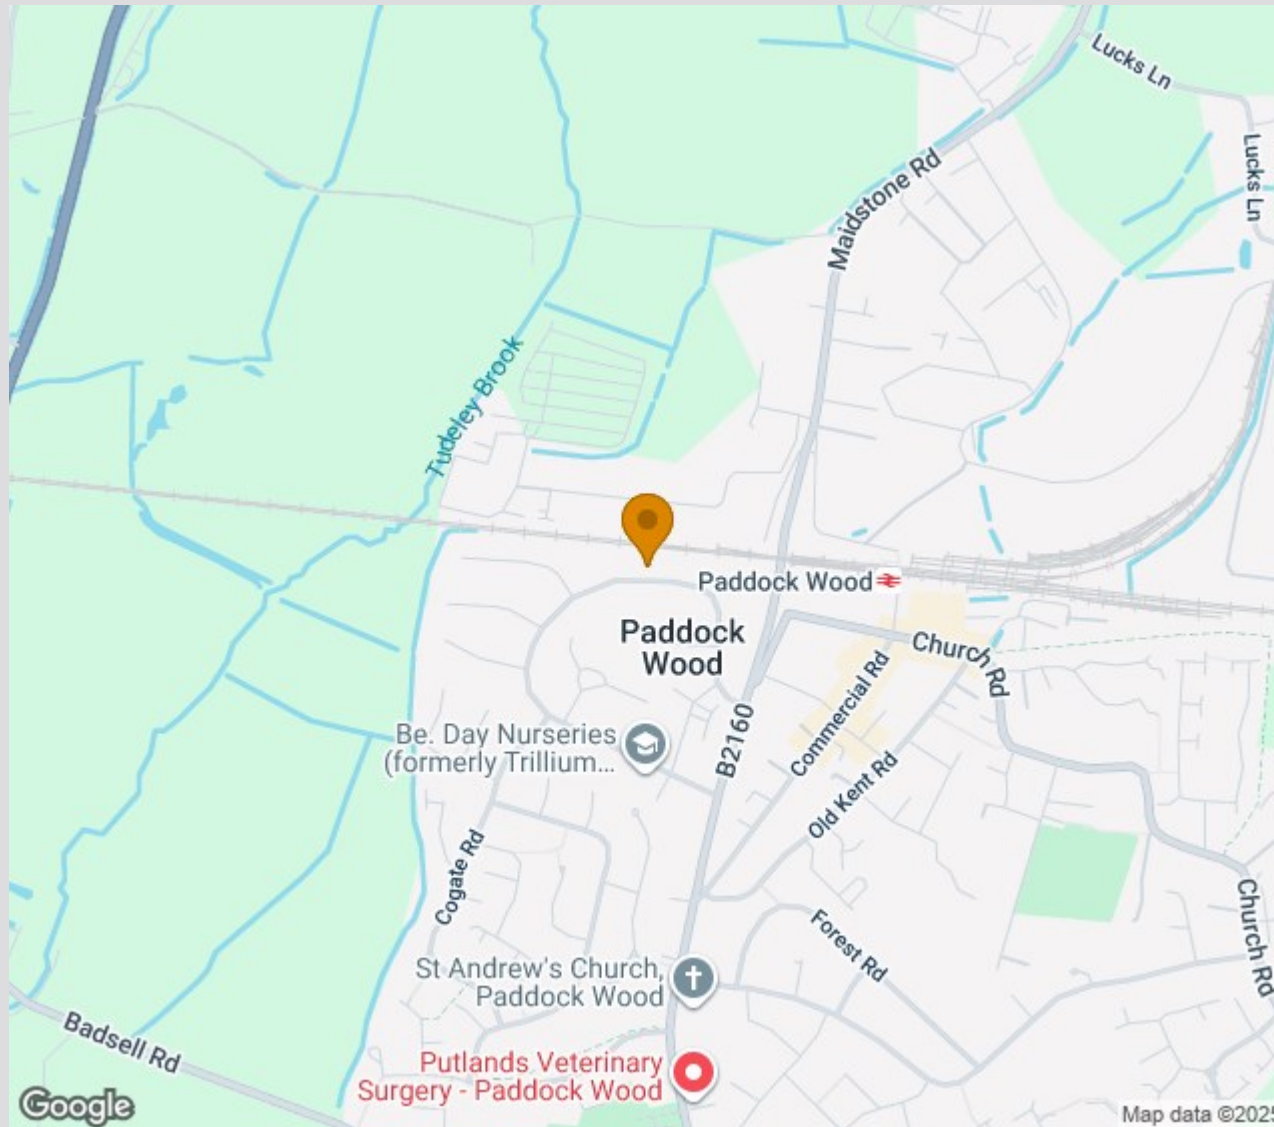 Lucks Ln
Lucks Ln
Maidstone Rd
Tudeley Brook
Paddock Wood
Paddock
Wood
Church Rd
Commercial Rd
B2160
Be. Day Nurseries
(formerly Trillium...
Old Kent Rd
Cogate Rd
Church Rd
Forest Rd
St Andrew's Church,
Paddock Wood
Badsell Rd
Putlands Veterinary
Surgery - Paddock Wood
Google
Map data ©2025